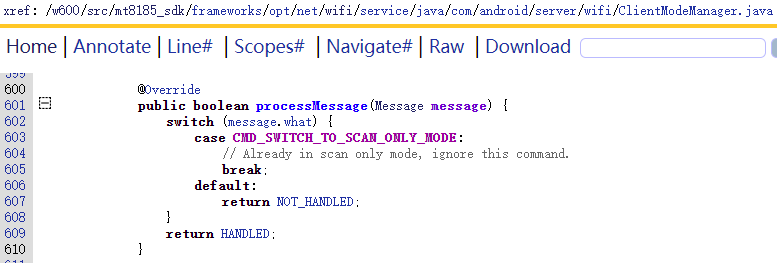 xref: /w600/src/mt8185_sdk/frameworks/opt/net/wifi/service/java/com/android/server/wifi/ClientModeManager.java
Home | Annotate | Line# | Scopes# | Navigate# | Raw | Download
599
600 @Override
601 public boolean processMessage(Message message) {
602 switch (message.what) {
603 case CMD_SWITCH_TO_SCAN_ONLY_MODE:
604 // Already in scan only mode, ignore this command.
605 break;
606 default:
607 return NOT_HANDLED;
608 }
609 return HANDLED;
610 }